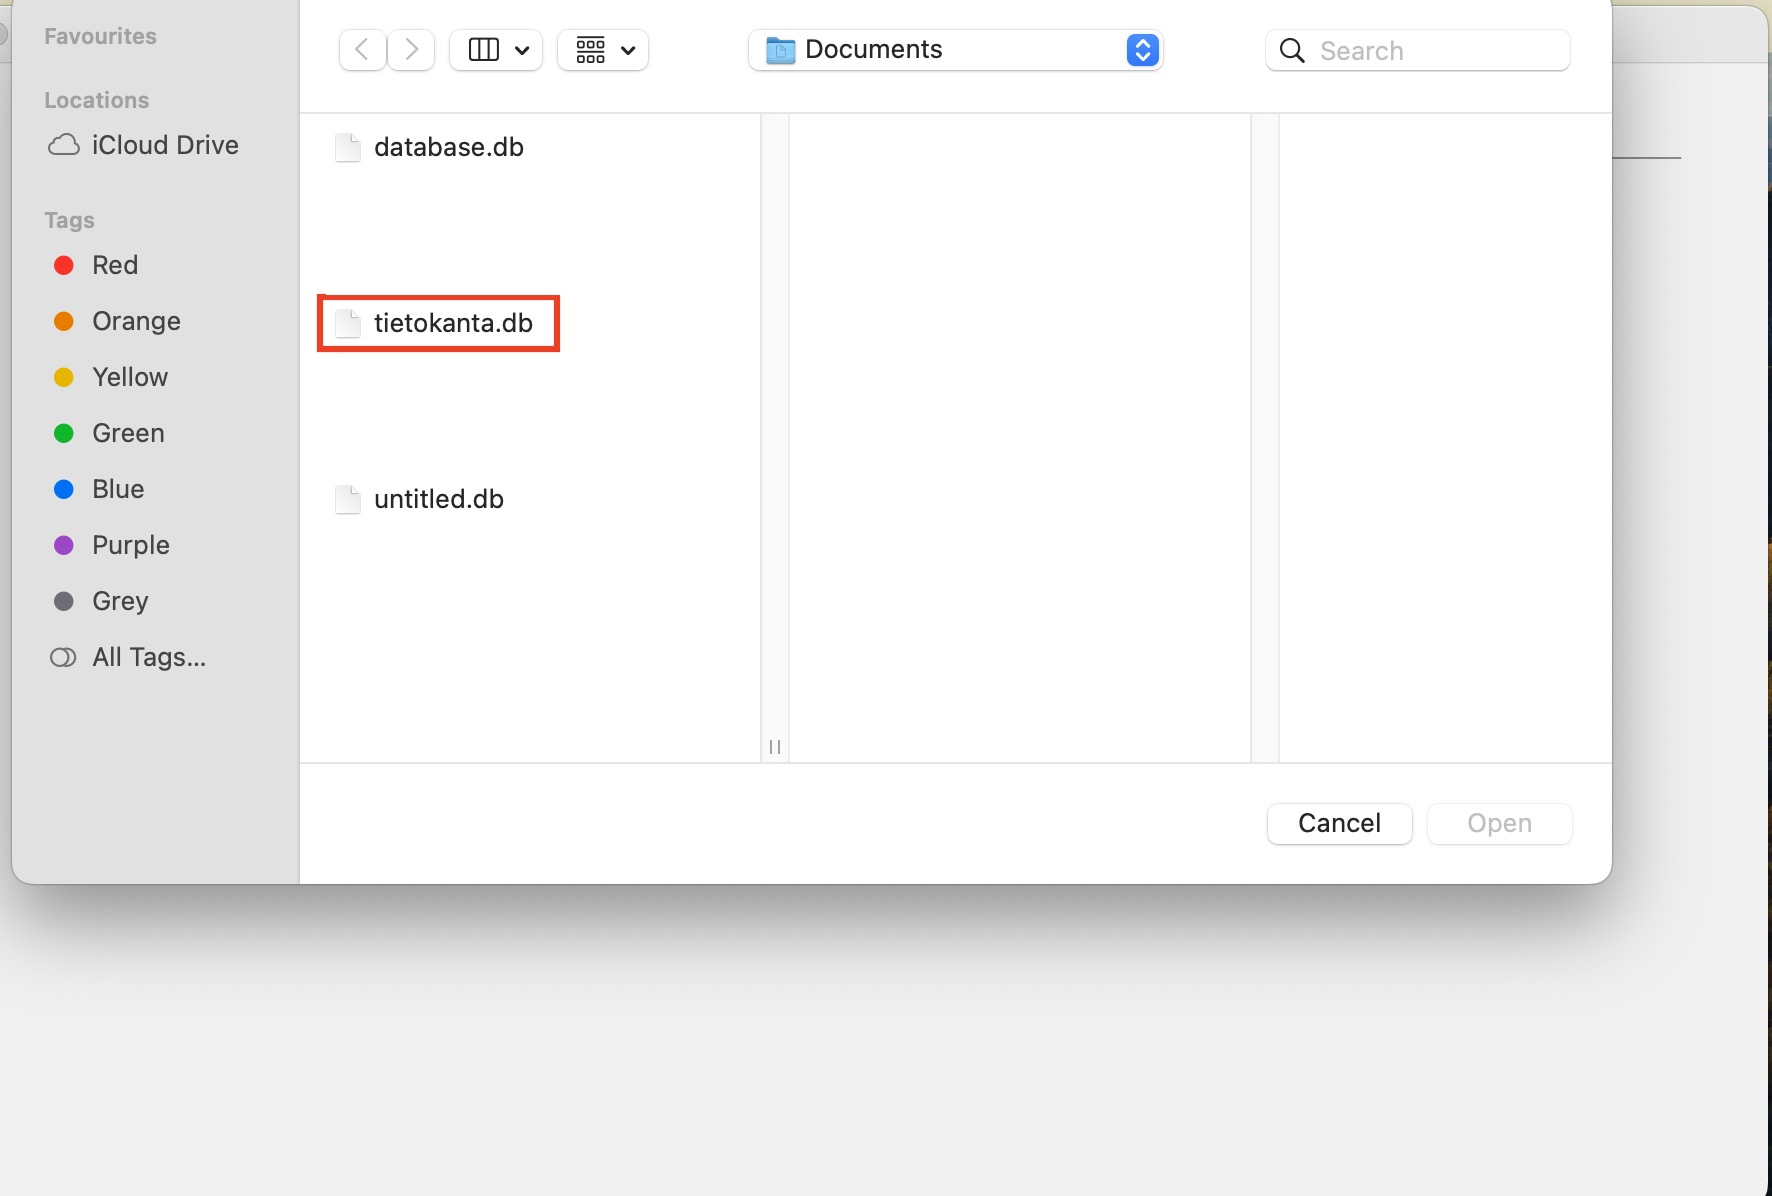 Favourites
Locations
iCloud Drive
Tags
Red
Orange
Yellow
Green
Blue
Purple
Grey
All Tags...
Documents
Search
database.db
tietokanta.db
untitled.db
Cancel
Open